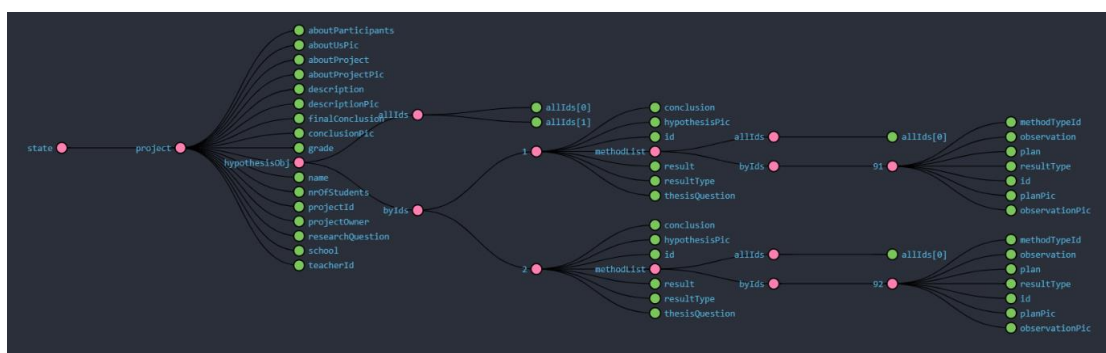 state
project
aboutParticipants
aboutUsPic
aboutProject
aboutProjectPic
description
descriptionPic
finalConclusion
conclusionPic
grade
hypothesisObj
name
nrOfStudents
projectId
projectOwner
researchQuestion
school
teacherId
allIds
byIds
allIds[0]
allIds[1]
1
2
conclusion
hypothesisPic
id
methodList
result
resultType
thesisQuestion
allIds
byIds
allIds[0]
91
methodTypeId
observation
plan
resultType
id
planPic
observationPic
conclusion
hypothesisPic
id
methodList
result
resultType
thesisQuestion
allIds
byIds
allIds[0]
92
methodTypeId
observation
plan
resultType
id
planPic
observationPic